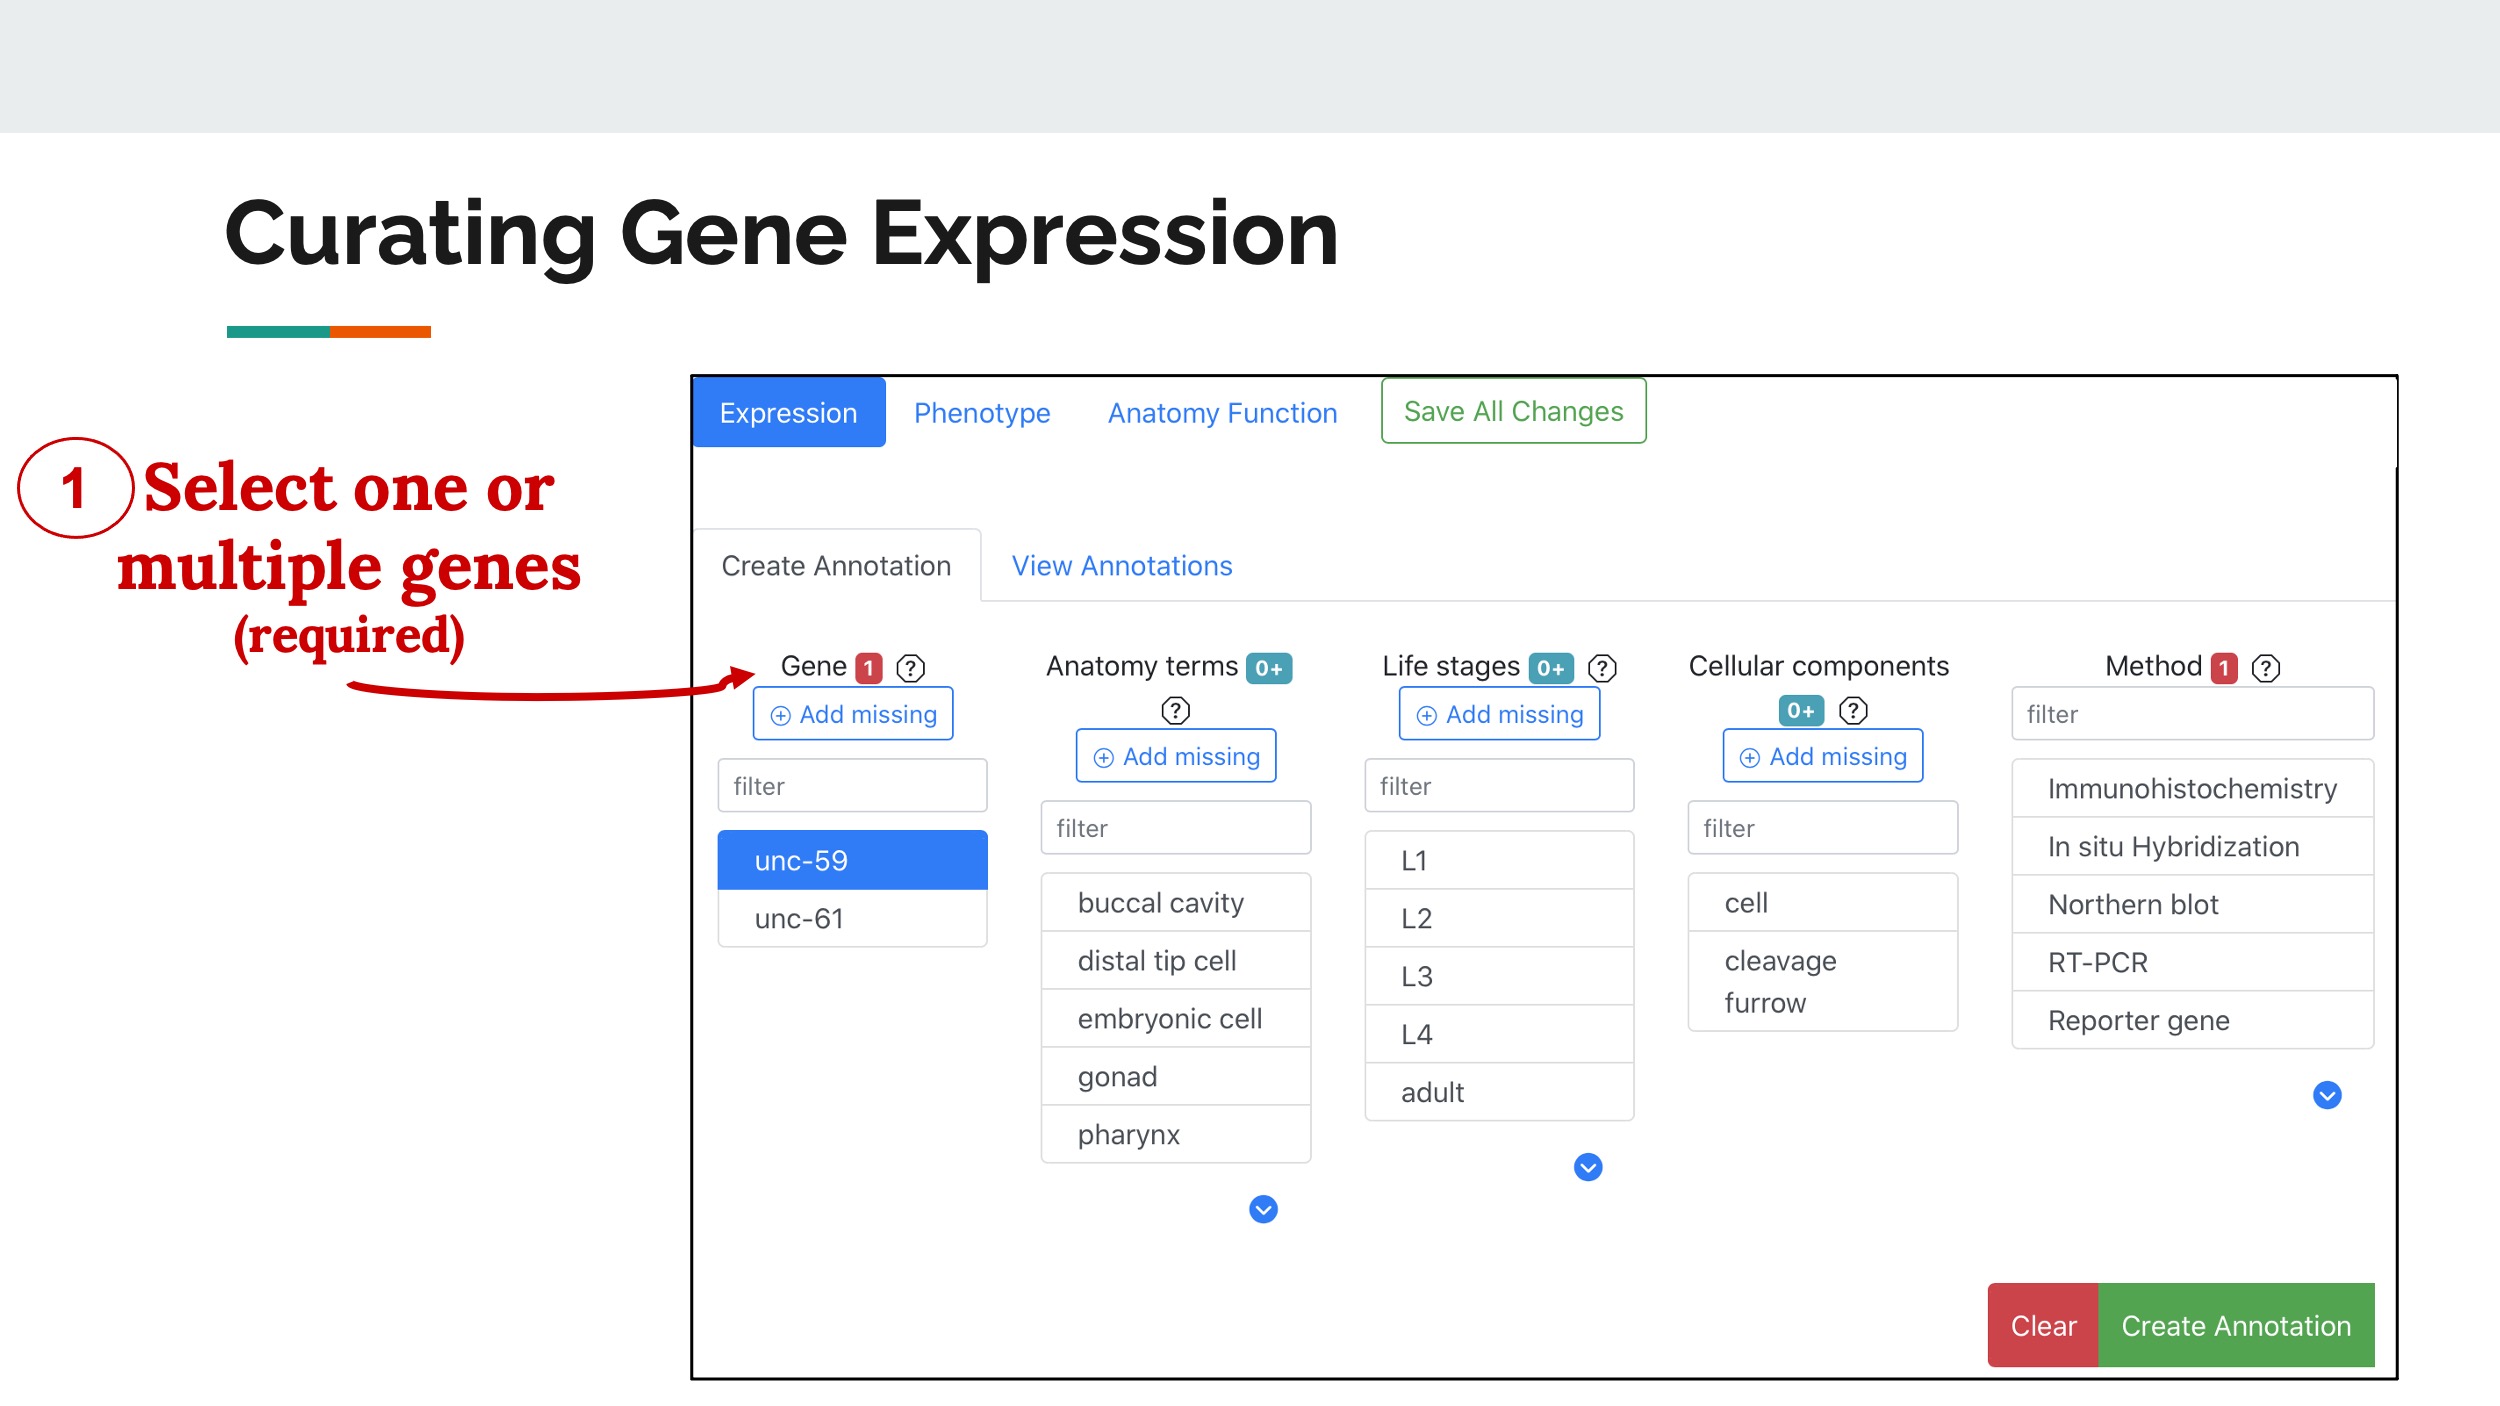 Curating Gene Expression
1 Select one or
multiple genes
(required)
Expression Phenotype Anatomy Function Save All Changes
Create Annotation View Annotations
Gene 1 ?
Add missing
filter
unc-59
unc-61
Anatomy terms 0+
?
Add missing
filter
buccal cavity
distal tip cell
embryonic cell
gonad
pharynx
Life stages 0+ ?
Add missing
filter
L1
L2
L3
L4
adult
Cellular components
0+ ?
Add missing
filter
cell
cleavage
furrow
Method 1 ?
filter
Immunohistochemistry
In situ Hybridization
Northern blot
RT-PCR
Reporter gene
Clear Create Annotation